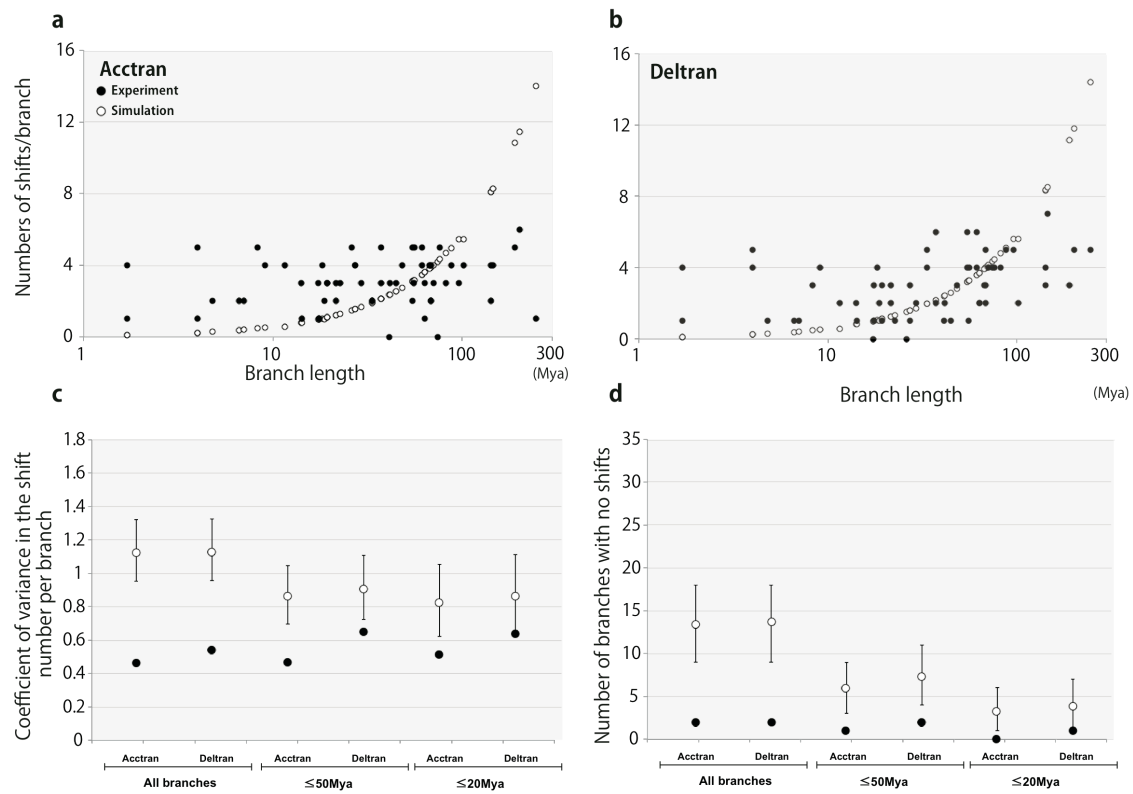 a
Numbers of shifts/branch
16
12
8
4
0
Acctran
Experiment
Simulation
1
10
100
300
Branch length
(Mya)
b
16
12
8
4
0
Deltran
1
10
100
300
Branch length
(Mya)
c
Coefficient of variance in the shift
number per branch
1.8
1.6
1.4
1.2
1
0.8
0.6
0.4
0.2
0
Acctran Deltran Acctran Deltran Acctran Deltran
All branches ≤50Mya ≤20Mya
d
Number of branches with no shifts
35
30
25
20
15
10
5
0
Acctran Deltran Acctran Deltran Acctran Deltran
All branches ≤50Mya ≤20Mya